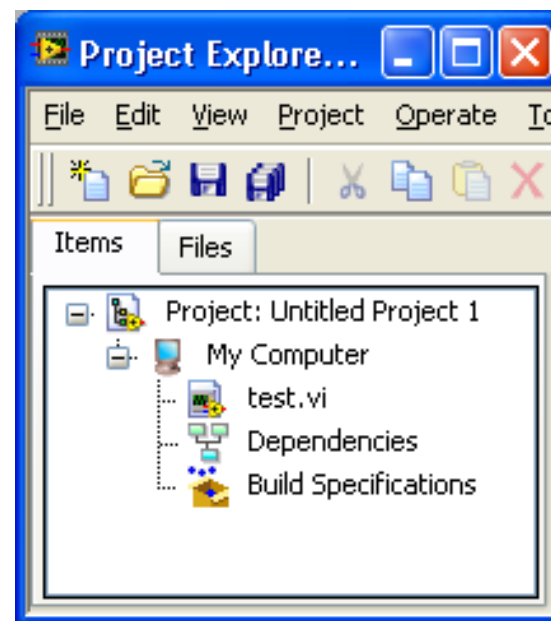 Project Explore...
File Edit View Project Operate To
Items Files
Project: Untitled Project 1
My Computer
test.vi
Dependencies
Build Specifications